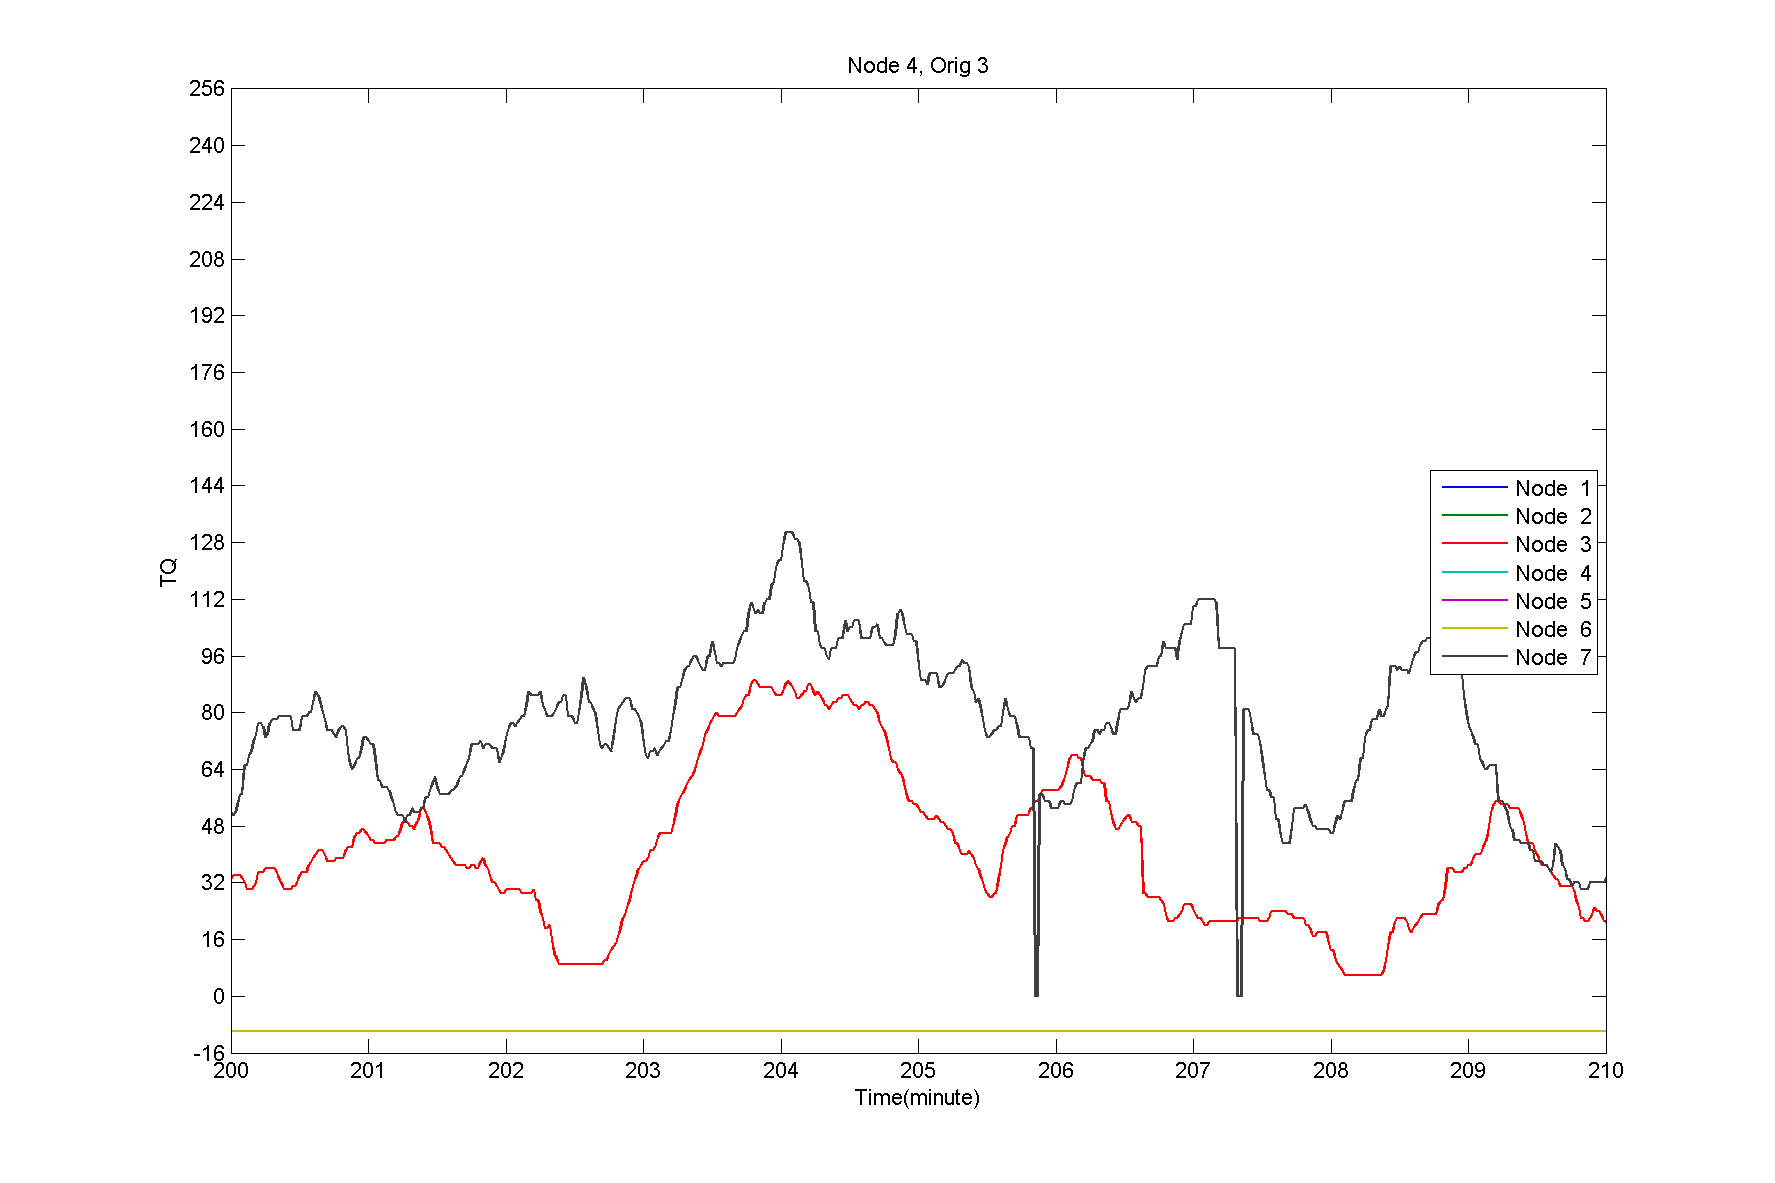 Node 4, Orig 3
256
240
224
208
192
176
160
144
128
112
96
80
64
48
32
16
0
-16
TQ
200 201 202 203 204 205 206 207 208 209 210
Time(minute)
Node 1
Node 2
Node 3
Node 4
Node 5
Node 6
Node 7